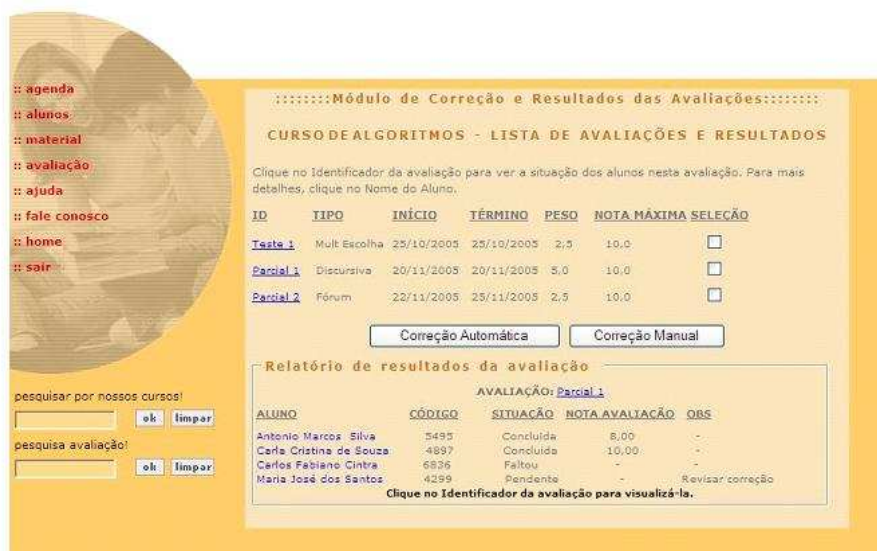 :: agenda
:: alunos
:: material
:: avaliação
:: ajuda
:: fale conosco
:: home
:: sair
pesquisar por nossos cursos!
ok limpar
pesquisa avaliação!
ok limpar
::::::::Módulo de Correção e Resultados das Avaliações::::::::
CURSO DE ALGORITMOS - LISTA DE AVALIAÇÕES E RESULTADOS
Clique no Identificador da avaliação para ver a situação dos alunos nesta avaliação. Para mais
detalhes, clique no Nome do Aluno.
ID TIPO INÍCIO TÉRMINO PESO NOTA MÁXIMA SELEÇÃO
Teste 1 Mult Escolha 25/10/2005 25/10/2005 2,5 10,0
Parcial 1 Discursiva 20/11/2005 20/11/2005 5,0 10,0
Parcial 2 Fórum 22/11/2005 25/11/2005 2,5 10,0
Correção Automática Correção Manual
Relatório de resultados da avaliação
AVALIAÇÃO: Parcial 1
ALUNO CÓDIGO SITUAÇÃO NOTA AVALIAÇÃO OBS
Antonio Marcos Silva 5495 Concluída 8,00 -
Carla Cristina de Souza 4897 Concluida 10,00 -
Carlos Fabiano Cintra 6836 Faltou - -
Maria José dos Santos 4299 Pendente - Revisar correção
Clique no Identificador da avaliação para visualizá-la.